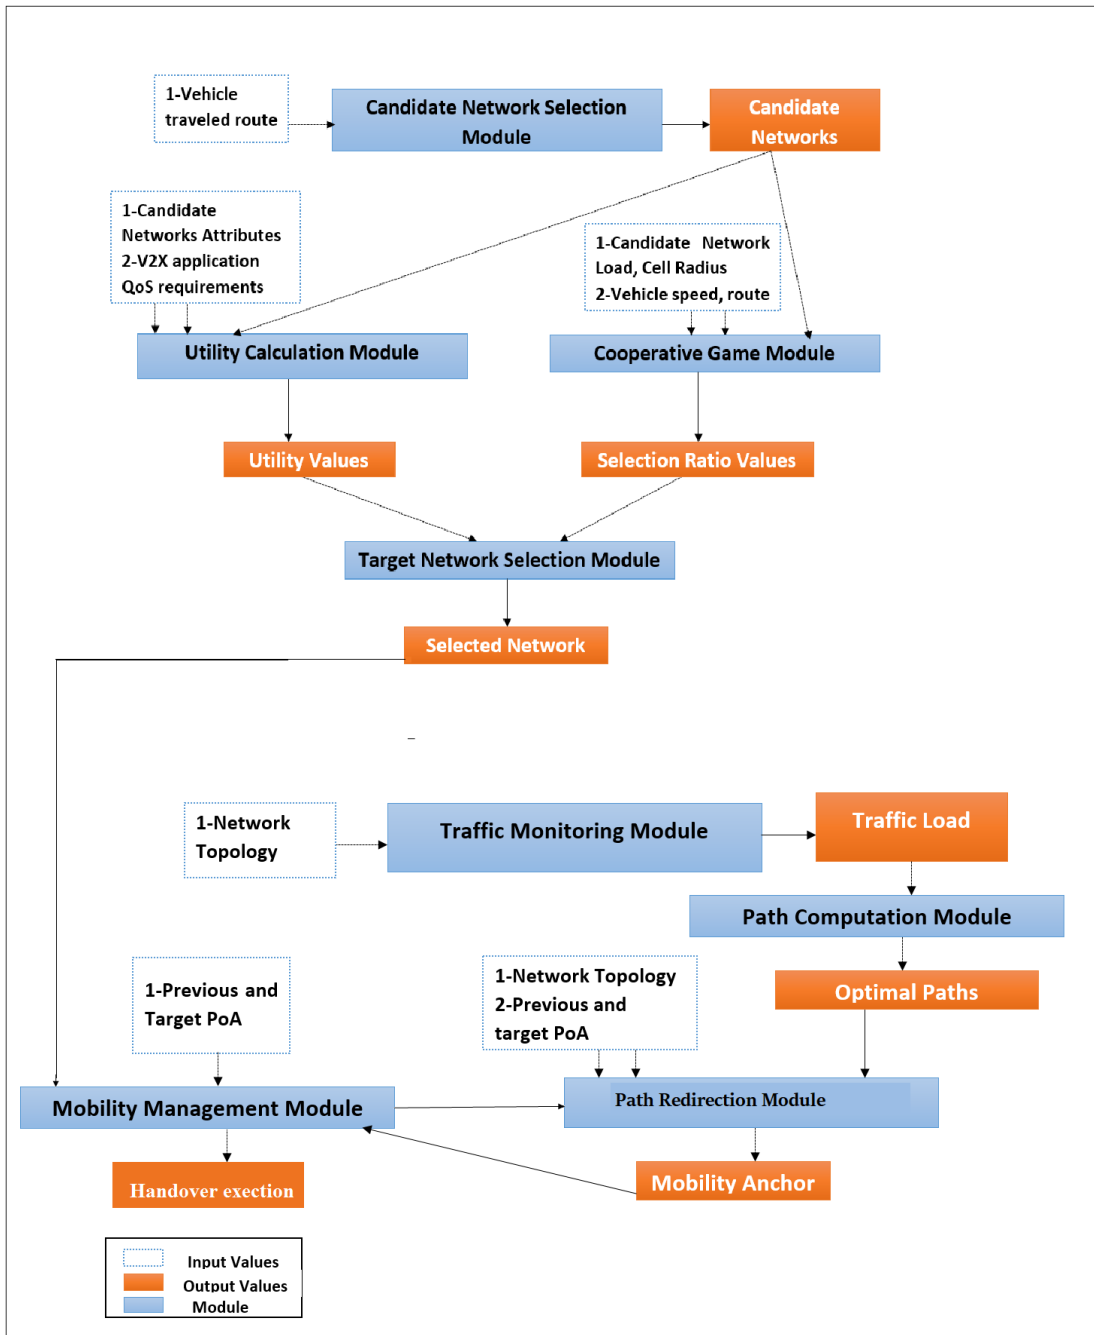 1-Vehicle
traveled route
Candidate Network Selection
Module
Candidate
Networks
1-Candidate
Networks Attributes
2-V2X application
QoS requirements
1-Candidate Network
Load, Cell Radius
2-Vehicle speed, route
Utility Calculation Module
Cooperative Game Module
Utility Values
Selection Ratio Values
Target Network Selection Module
Selected Network
1-Network
Topology
Traffic Monitoring Module
Traffic Load
Path Computation Module
1-Previous and
Target PoA
1-Network Topology
2-Previous and
target PoA
Optimal Paths
Mobility Management Module
Path Redirection Module
Handover exection
Mobility Anchor
Input Values
Output Values
Module